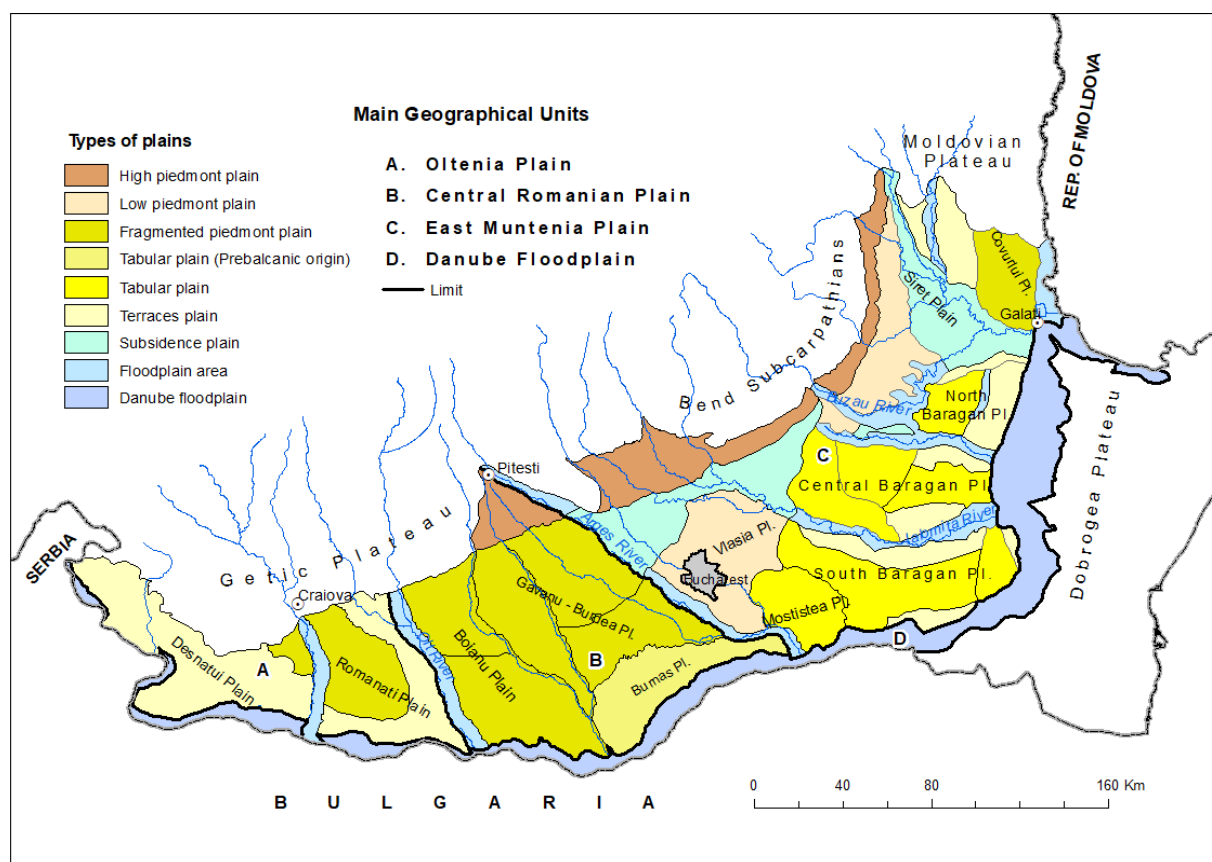 Main Geographical Units
A. Oltenia Plain
B. Central Romanian Plain
C. East Muntenia Plain
D. Danube Floodplain
Limit
Types of plains
High piedmont plain
Low piedmont plain
Fragmented piedmont plain
Tabular plain (Prebalcanic origin)
Tabular plain
Terraces plain
Subsidence plain
Floodplain area
Danube floodplain
REP. OF MOLDOVA
Moldovian
Plateau
Covurlui Pl.
Siret Plain
Galati
Bend Subcarpathians
Buzau River
North
Baragan Pl.
C
Central Baragan Pl.
Pitesti
Arges River
Ialomita River
Vlasia Pl.
Bucharest
South Baragan Pl.
Mostistea Pl.
Dobrogea Plateau
SERBIA
Getic Plateau
Craiova
Gavanu - Burdea Pl.
Olt River
Boianu Plain
B
Burnas Pl.
D
A
Desnatui Plain
Romanati Plain
BULGARIA
0 40 80 160 Km